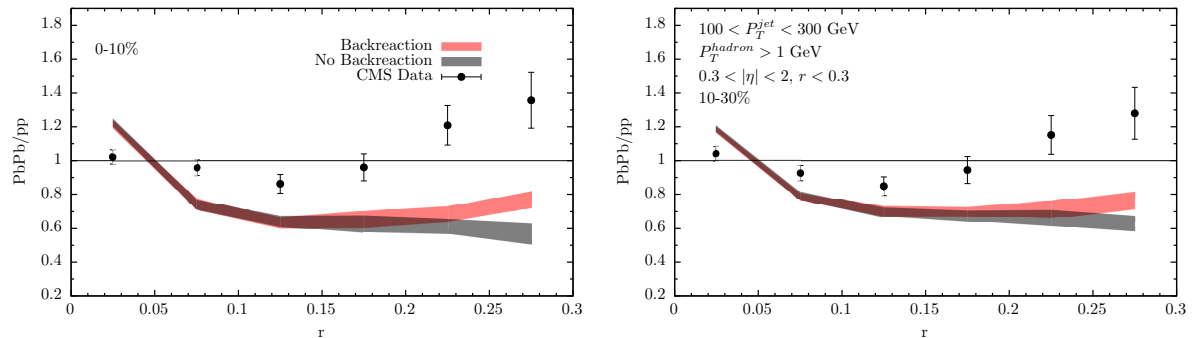 PbPb/pp
1.8
1.6
1.4
1.2
1
0.8
0.6
0.4
0.2
0-10%
Backreaction
No Backreaction
CMS Data
0 0.05 0.1 0.15 0.2 0.25 0.3
r
PbPb/pp
1.8
1.6
1.4
1.2
1
0.8
0.6
0.4
0.2
100 < P_T^{jet} < 300 GeV
P_T^{hadron} > 1 GeV
0.3 < |η| < 2, r < 0.3
10-30%
0 0.05 0.1 0.15 0.2 0.25 0.3
r